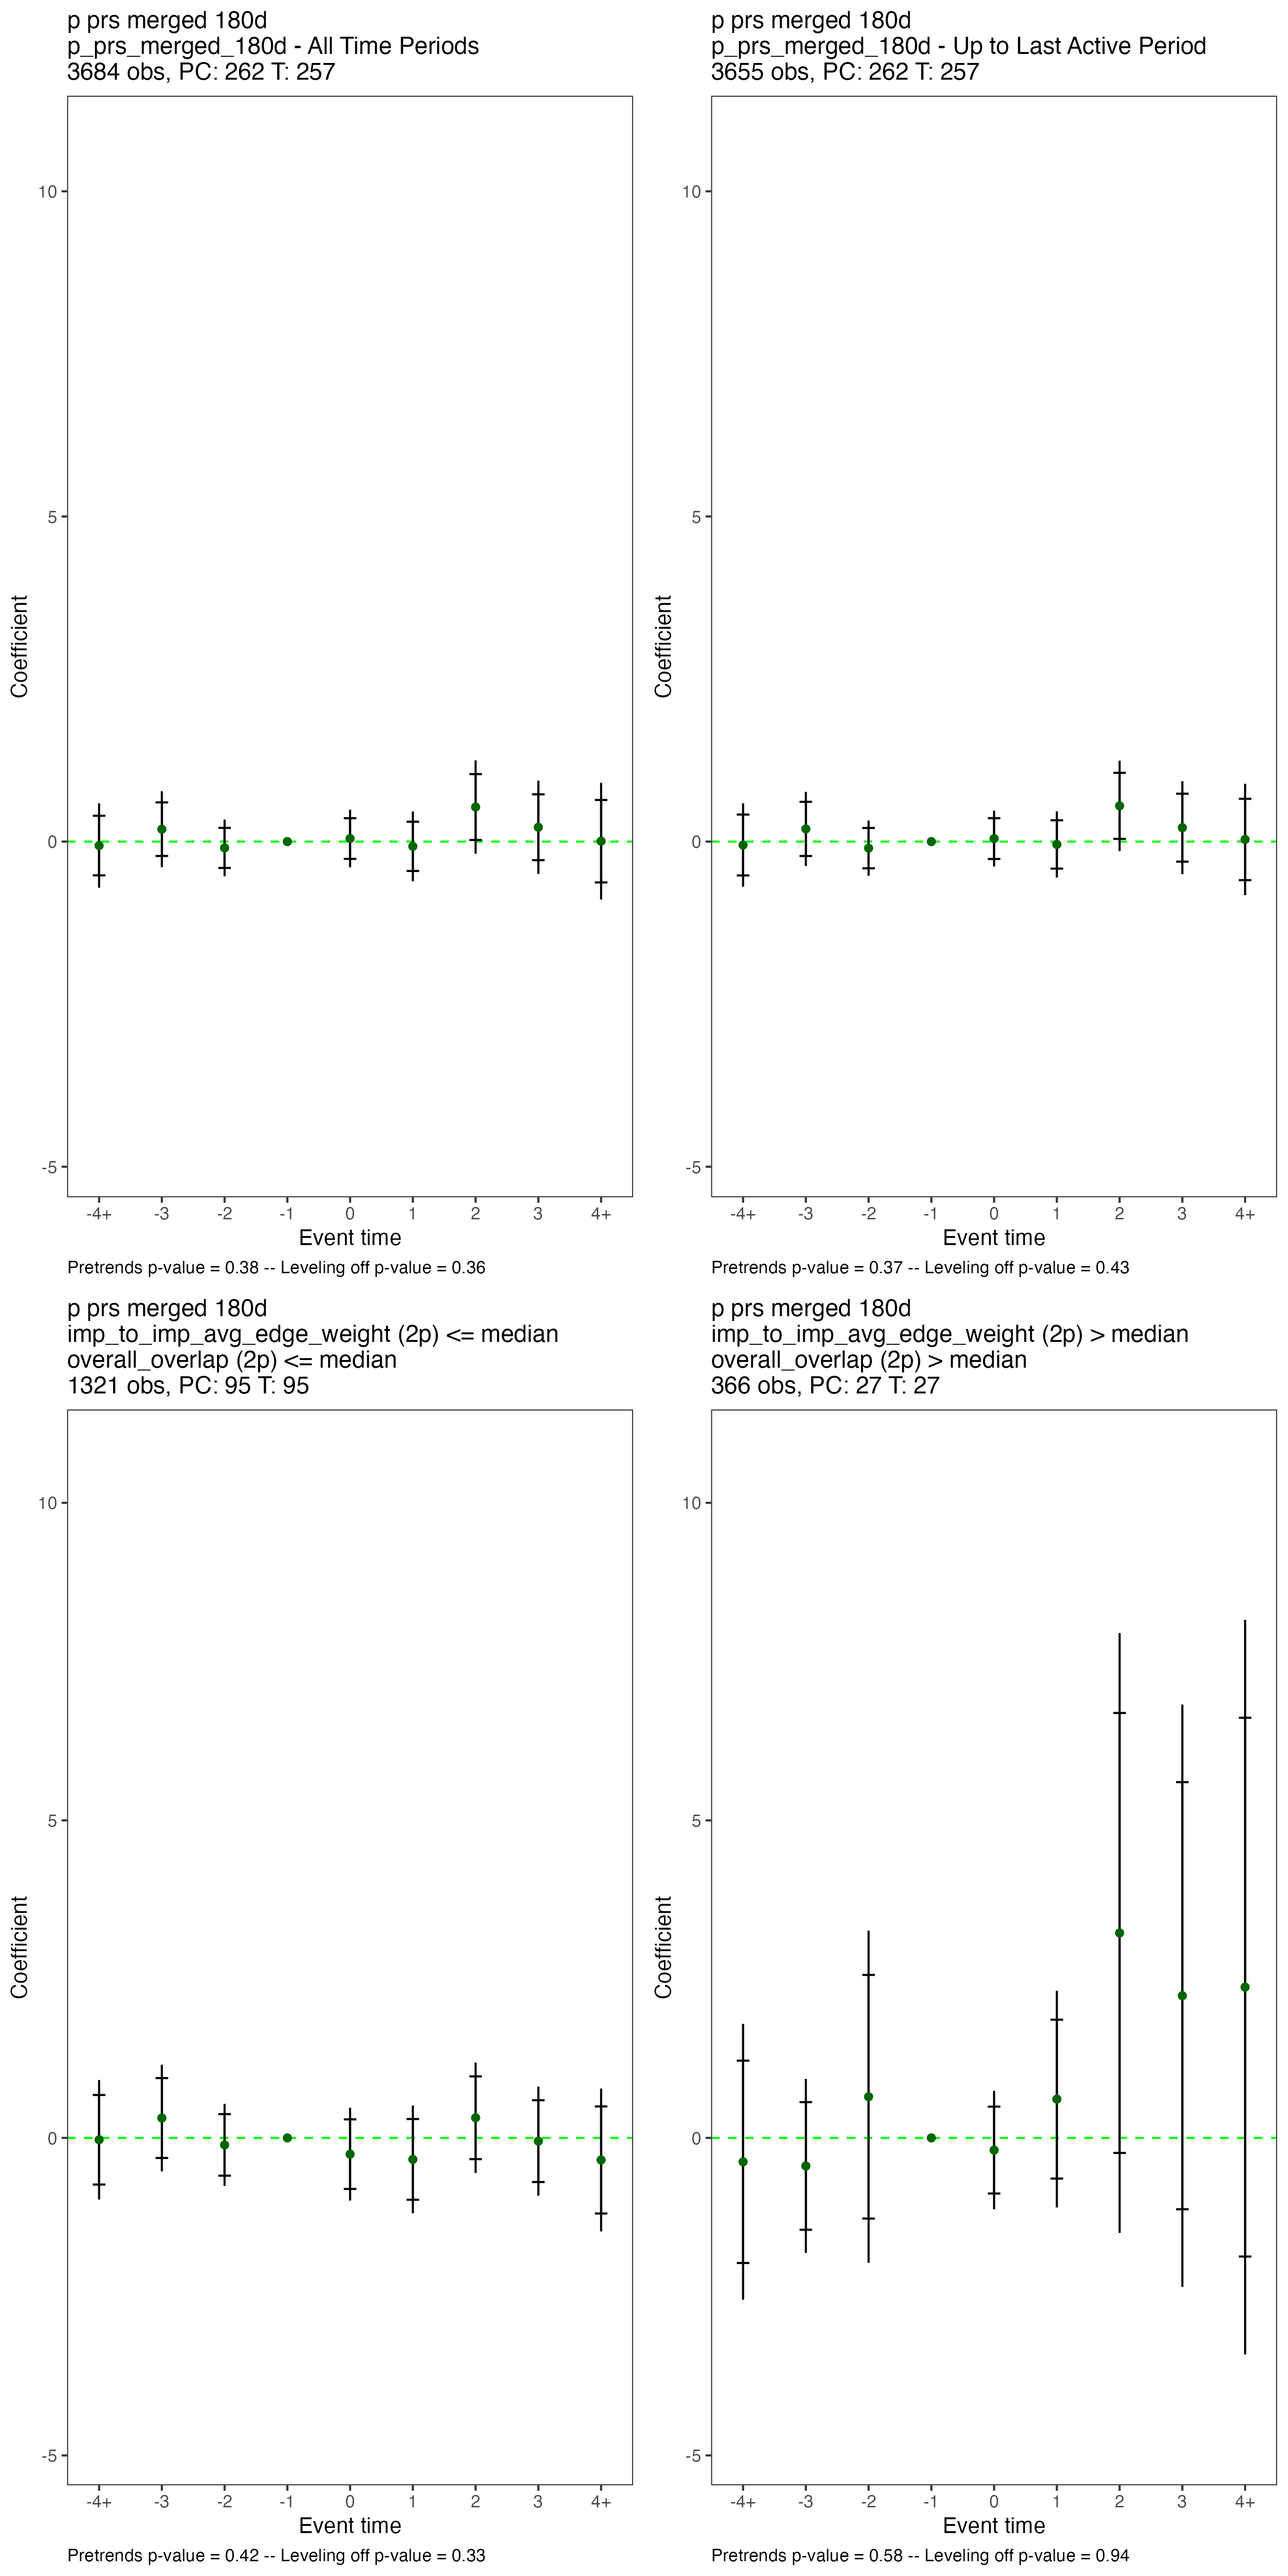 p prs merged 180d
p_prs_merged_180d - All Time Periods
3684 obs, PC: 262 T: 257
10
5
0
-5
Coefficient
-4+ -3 -2 -1 0 1 2 3 4+
Event time
Pretrends p-value = 0.38 -- Leveling off p-value = 0.36
p prs merged 180d
p_prs_merged_180d - Up to Last Active Period
3655 obs, PC: 262 T: 257
10
5
0
-5
Coefficient
-4+ -3 -2 -1 0 1 2 3 4+
Event time
Pretrends p-value = 0.37 -- Leveling off p-value = 0.43
p prs merged 180d
imp_to_imp_avg_edge_weight (2p) <= median
overall_overlap (2p) <= median
1321 obs, PC: 95 T: 95
10
5
0
-5
Coefficient
-4+ -3 -2 -1 0 1 2 3 4+
Event time
Pretrends p-value = 0.42 -- Leveling off p-value = 0.33
p prs merged 180d
imp_to_imp_avg_edge_weight (2p) > median
overall_overlap (2p) > median
366 obs, PC: 27 T: 27
10
5
0
-5
Coefficient
-4+ -3 -2 -1 0 1 2 3 4+
Event time
Pretrends p-value = 0.58 -- Leveling off p-value = 0.94